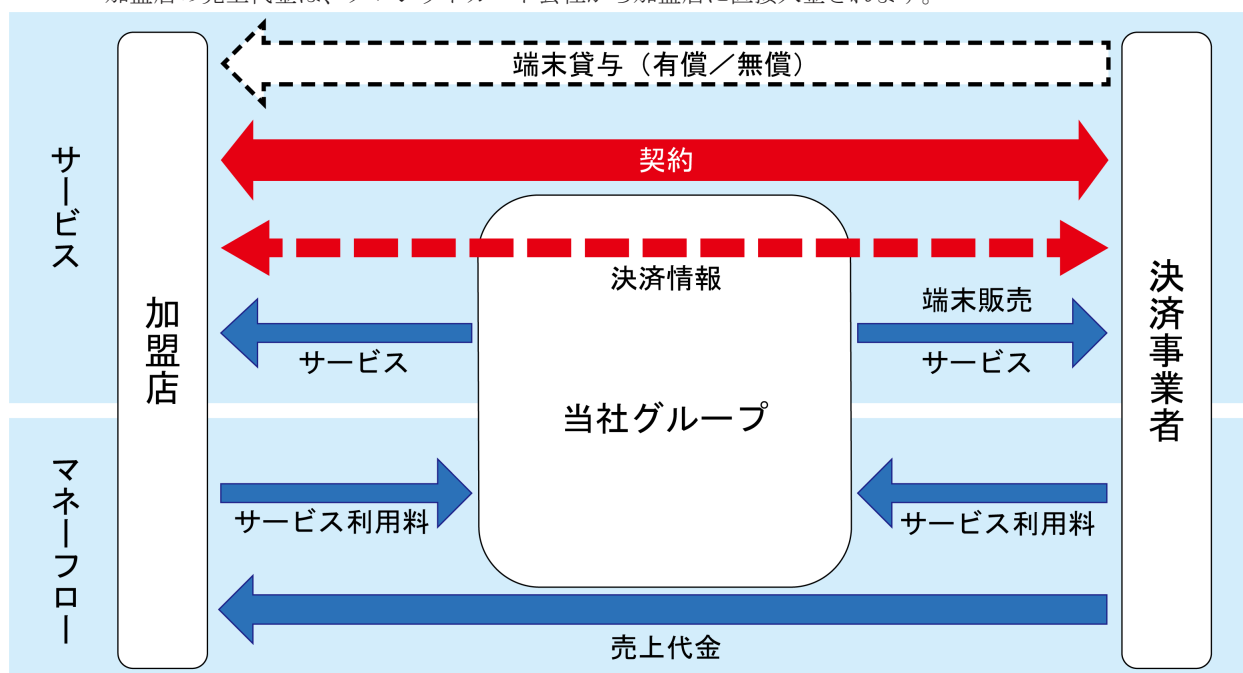 サービス
マネーフロー
加盟店
端末貸与（有償／無償）
契約
決済情報
サービス
端末販売
サービス
当社グループ
サービス利用料
サービス利用料
売上代金
決済事業者